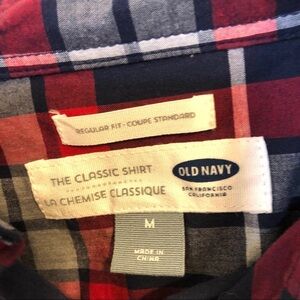 REGULAR FIT - COUPE STANDARD
THE CLASSIC SHIRT
LA CHEMISE CLASSIQUE
OLD NAVY
SAN FRANCISCO
CALIFORNIA
M
MADE IN
CHINA